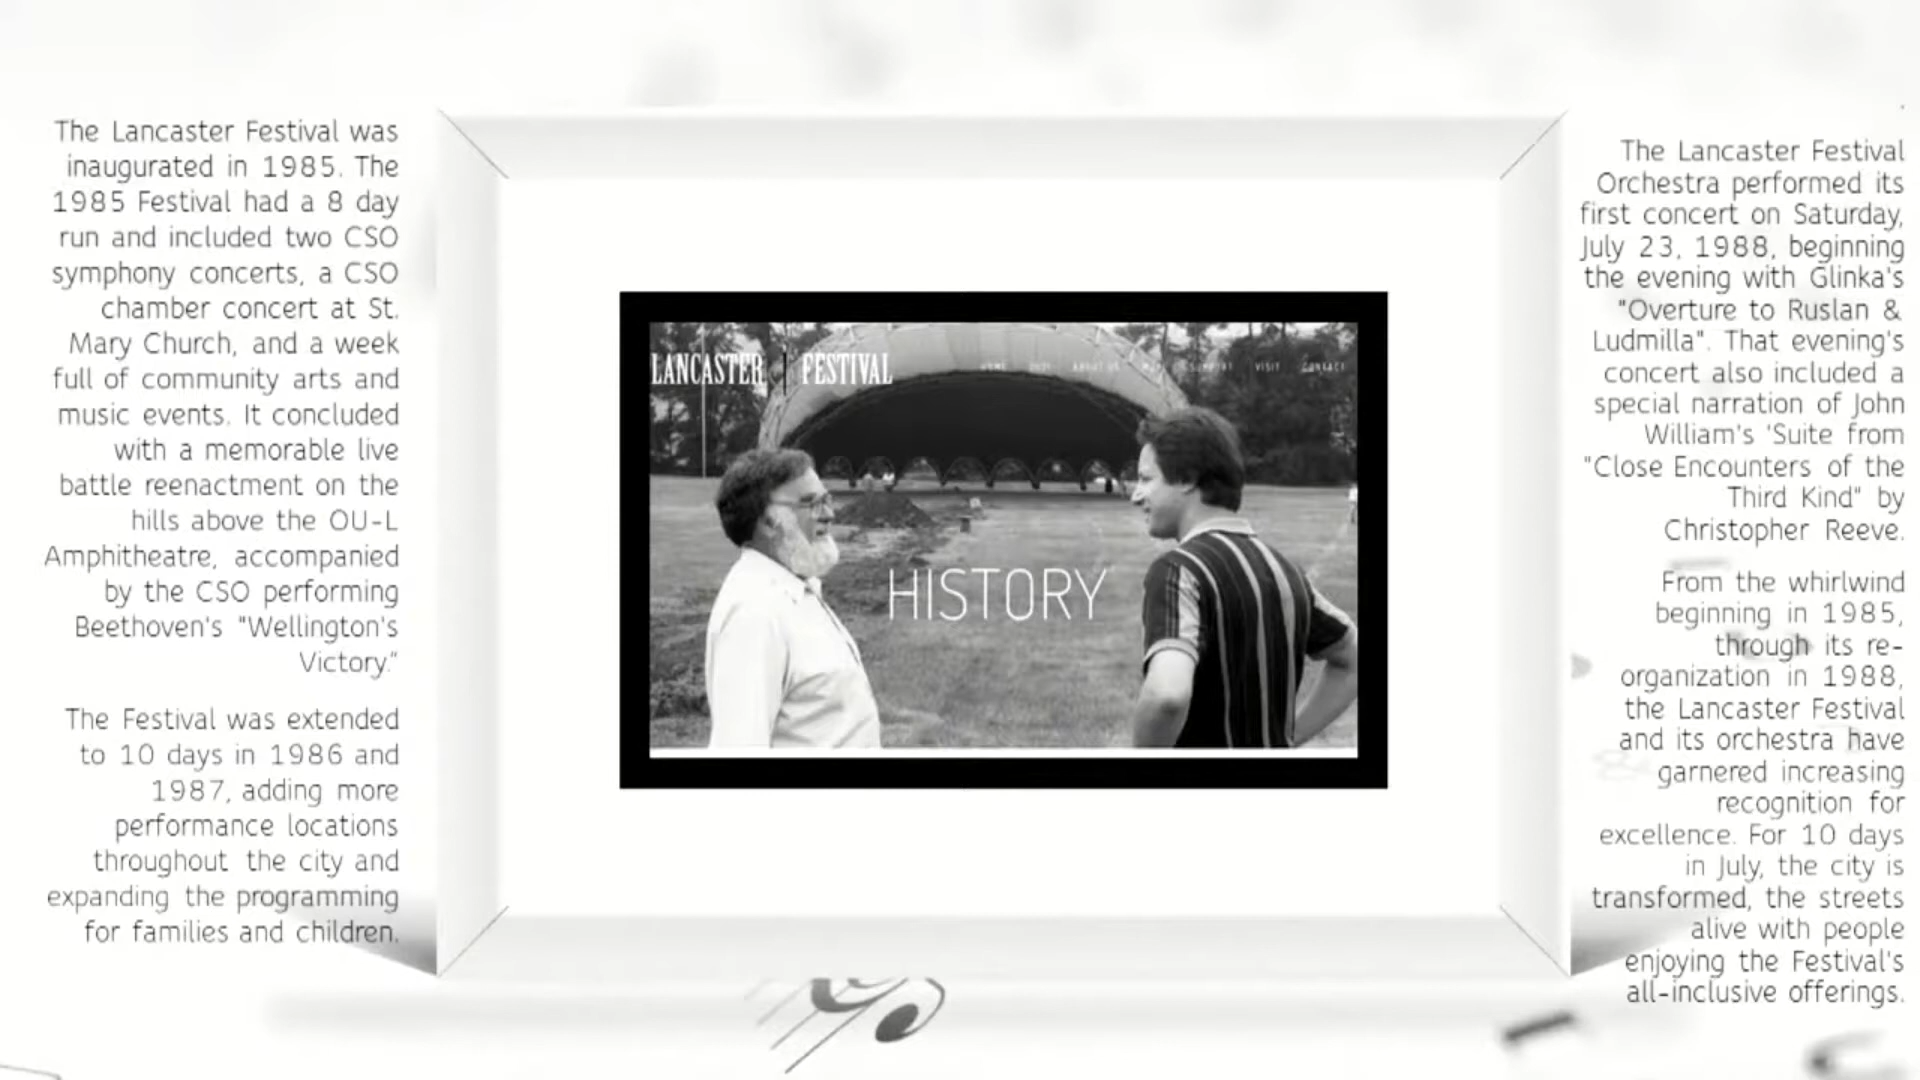 The Lancaster Festival was
inaugurated in 1985. The
1985 Festival had a 8 day
run and included two CSO
symphony concerts, a CSO
chamber concert at St.
Mary Church, and a week
full of community arts and
music events. It concluded
with a memorable live
battle reenactment on the
hills above the OU-L
Amphitheatre, accompanied
by the CSO performing
Beethoven's "Wellington's
Victory."
The Festival was extended
to 10 days in 1986 and
1987, adding more
performance locations
throughout the city and
expanding the programming
for families and children.
LANCASTER FESTIVAL
HOME ABOUT US SUPPORT VISIT CONTACT
HISTORY
The Lancaster Festival
Orchestra performed its
first concert on Saturday,
July 23, 1988, beginning
the evening with Glinka's
"Overture to Ruslan &
Ludmilla". That evening's
concert also included a
special narration of John
William's 'Suite from
"Close Encounters of the
Third Kind" by
Christopher Reeve.
From the whirlwind
beginning in 1985,
through its re-
organization in 1988,
the Lancaster Festival
and its orchestra have
garnered increasing
recognition for
excellence. For 10 days
in July, the city is
transformed, the streets
alive with people
enjoying the Festival's
all-inclusive offerings.